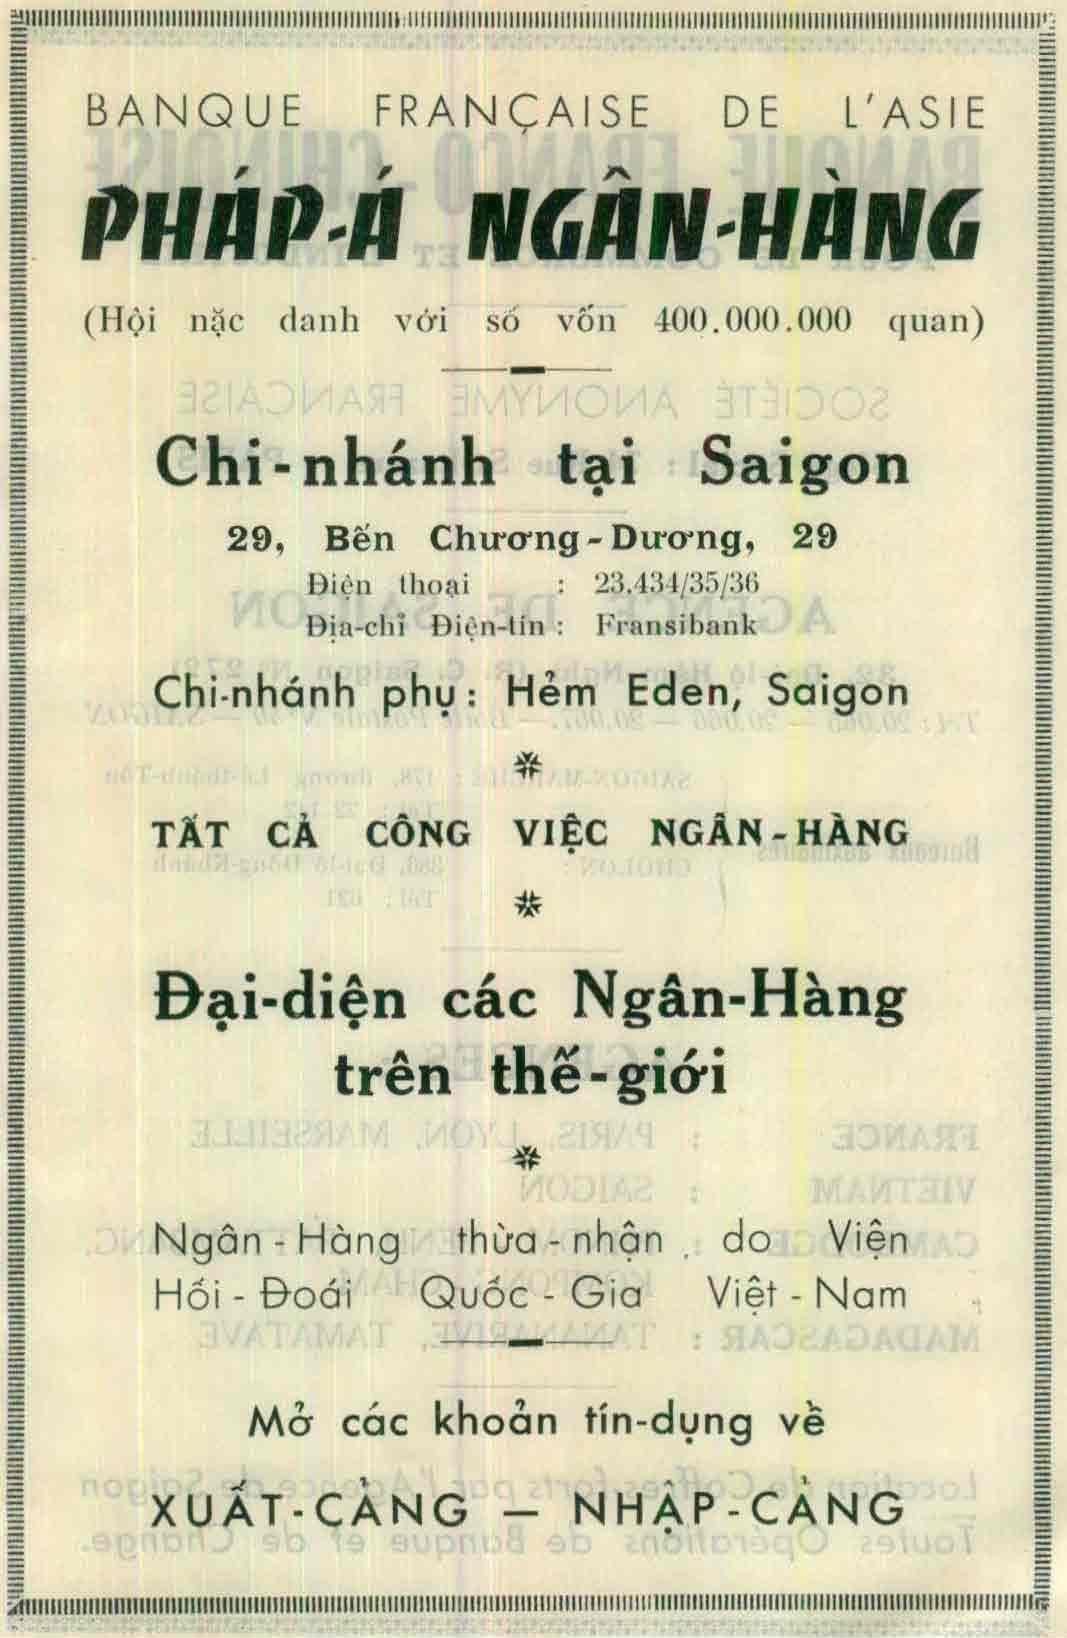 BANQUE FRANÇAISE DE L'ASIE
PHÁP-Á NGÂN-HÀNG
(Hội nặc danh với số vốn 400.000.000 quan)
Chi-nhánh tại Saigon
29, Bến Chương-Dương, 29
Điện thoại : 23.434/35/36
Địa-chỉ Điện-tín : Fransibank
Chi-nhánh phụ : Hẻm Eden, Saigon
TẤT CẢ CÔNG VIỆC NGÂN-HÀNG
Đại-diện các Ngân-Hàng
trên thế-giới
Ngân-Hàng thừa-nhận do Viện
Hối-Đoái Quốc-Gia Việt-Nam
Mở các khoản tín-dụng về
XUẤT-CẢNG — NHẬP-CẢNG